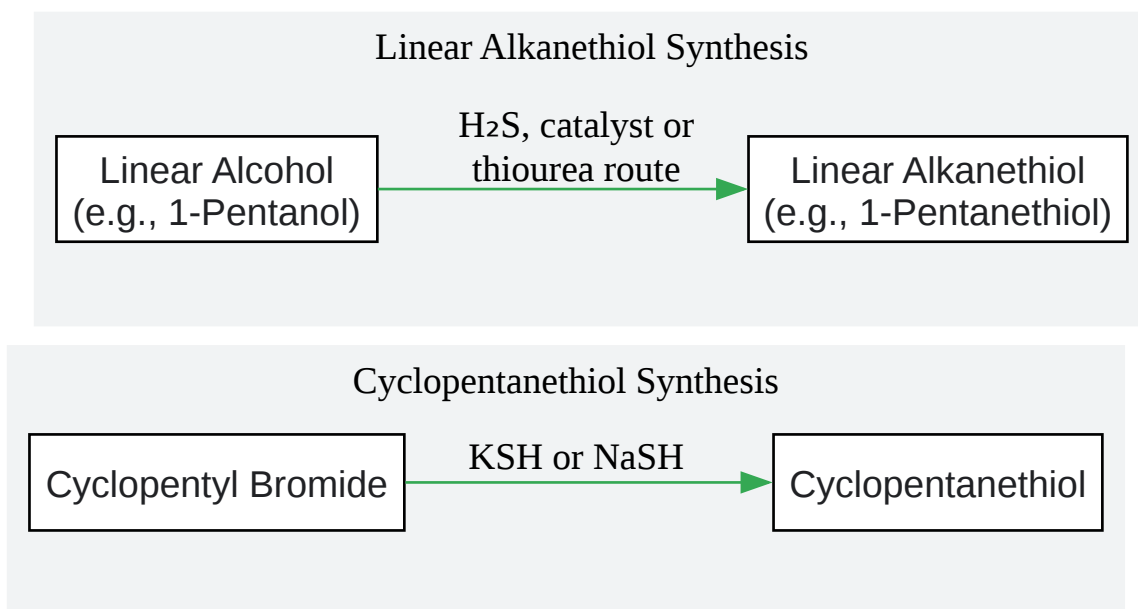 Linear Alkanethiol Synthesis
H₂S, catalyst or
thiourea route
Linear Alcohol
(e.g., 1-Pentanol)
Linear Alkanethiol
(e.g., 1-Pentanethiol)
Cyclopentanethiol Synthesis
KSH or NaSH
Cyclopentyl Bromide
Cyclopentanethiol